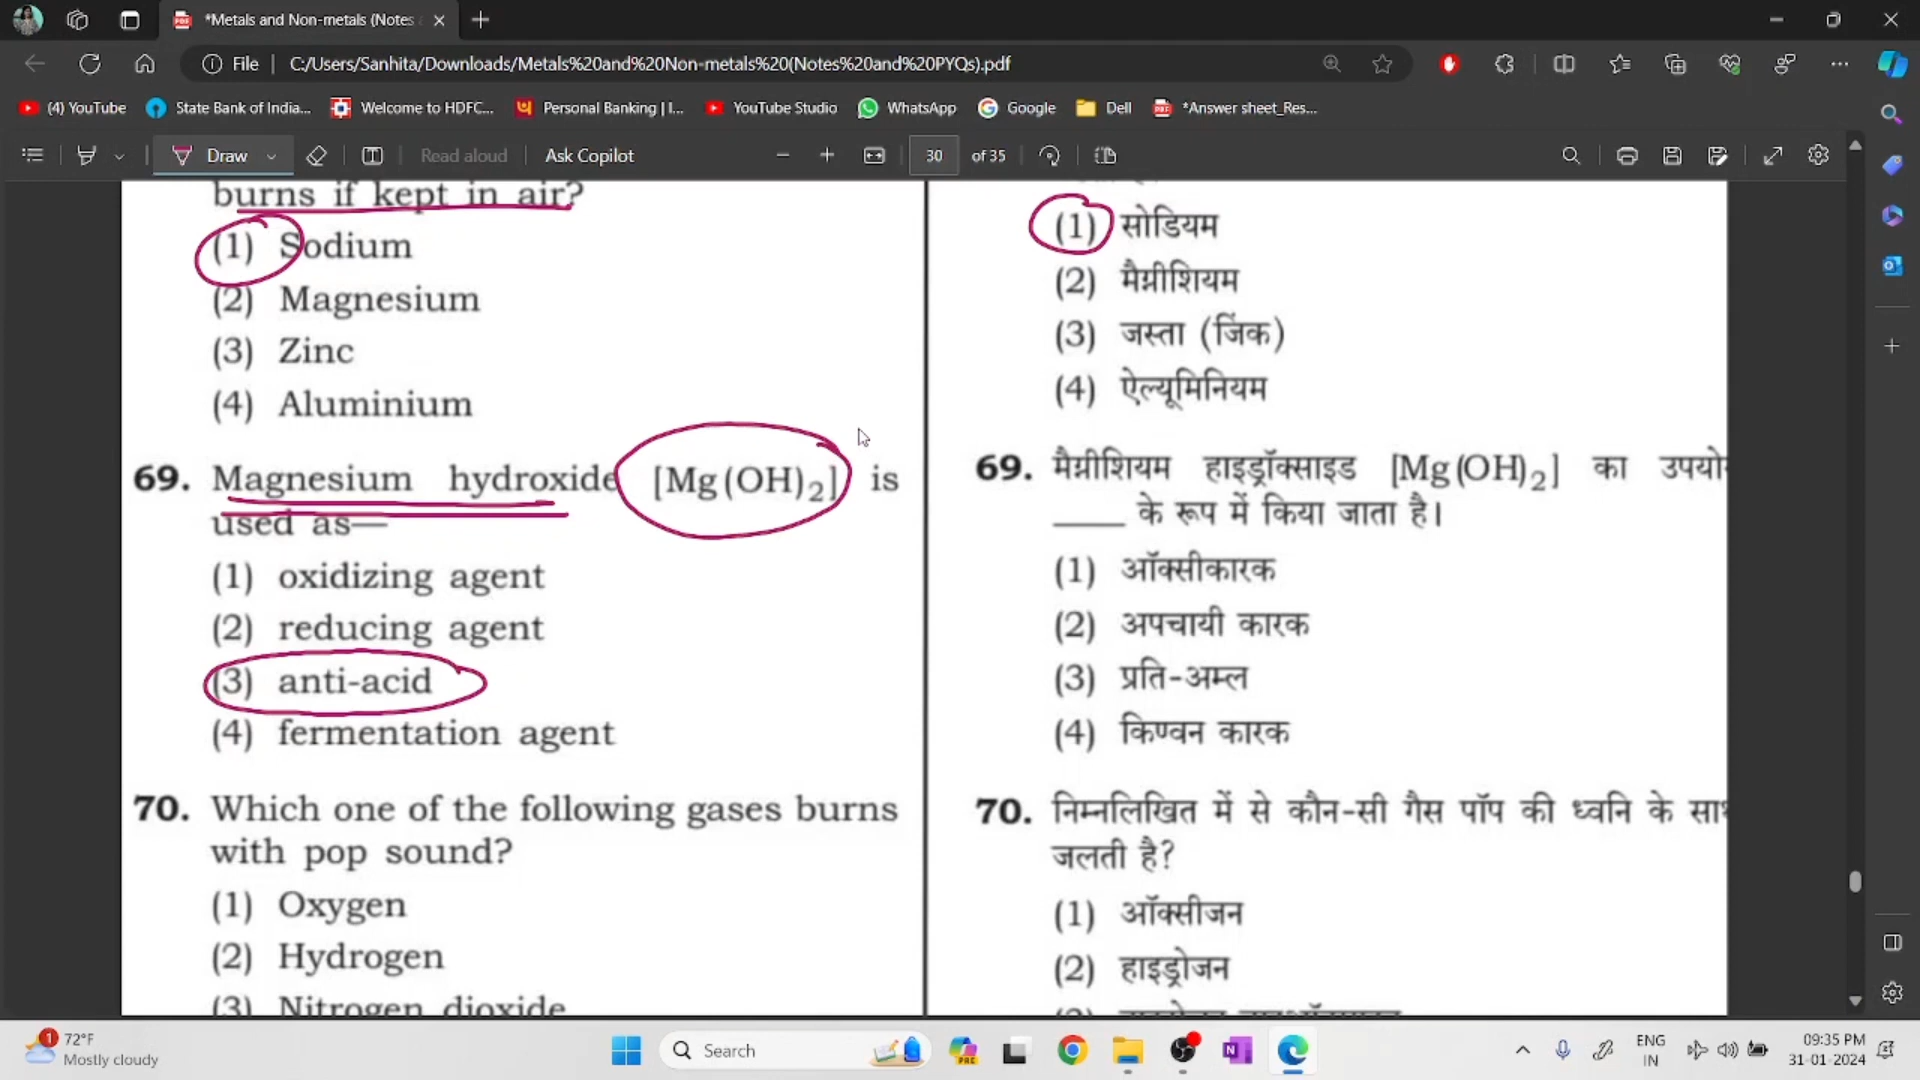 *Metals and Non-metals (Notes
File
C:/Users/Sanhita/Downloads/Metals%20and%20Non-metals%20(Notes%20and%20PYQs).pdf
(4) YouTube
State Bank of India...
Welcome to HDFC...
Personal Banking | I...
YouTube Studio
WhatsApp
Google
Dell
*Answer sheet_Res...
Draw
Read aloud
Ask Copilot
30
of 35
burns if kept in air?
(1) Sodium
(2) Magnesium
(3) Zinc
(4) Aluminium
69. Magnesium hydroxide [Mg(OH)₂] is
used as—
(1) oxidizing agent
(2) reducing agent
(3) anti-acid
(4) fermentation agent
70. Which one of the following gases burns
with pop sound?
(1) Oxygen
(2) Hydrogen
(3) Nitrogen dioxide
(1) सोडियम
(2) मैग्नीशियम
(3) जस्ता (जिंक)
(4) ऐल्यूमिनियम
69. मैग्नीशियम हाइड्रॉक्साइड [Mg(OH)₂] का
____ के रूप में किया जाता है।
(1) ऑक्सीकारक
(2) अपचायी कारक
(3) प्रति-अम्ल
(4) किण्वन कारक
70. निम्नलिखित में से कौन-सी गैस पॉप की ध्वनि के
जलती है?
(1) ऑक्सीजन
(2) हाइड्रोजन
1
72°F
Mostly cloudy
Search
PRE
ENG
IN
09:35 PM
31-01-2024